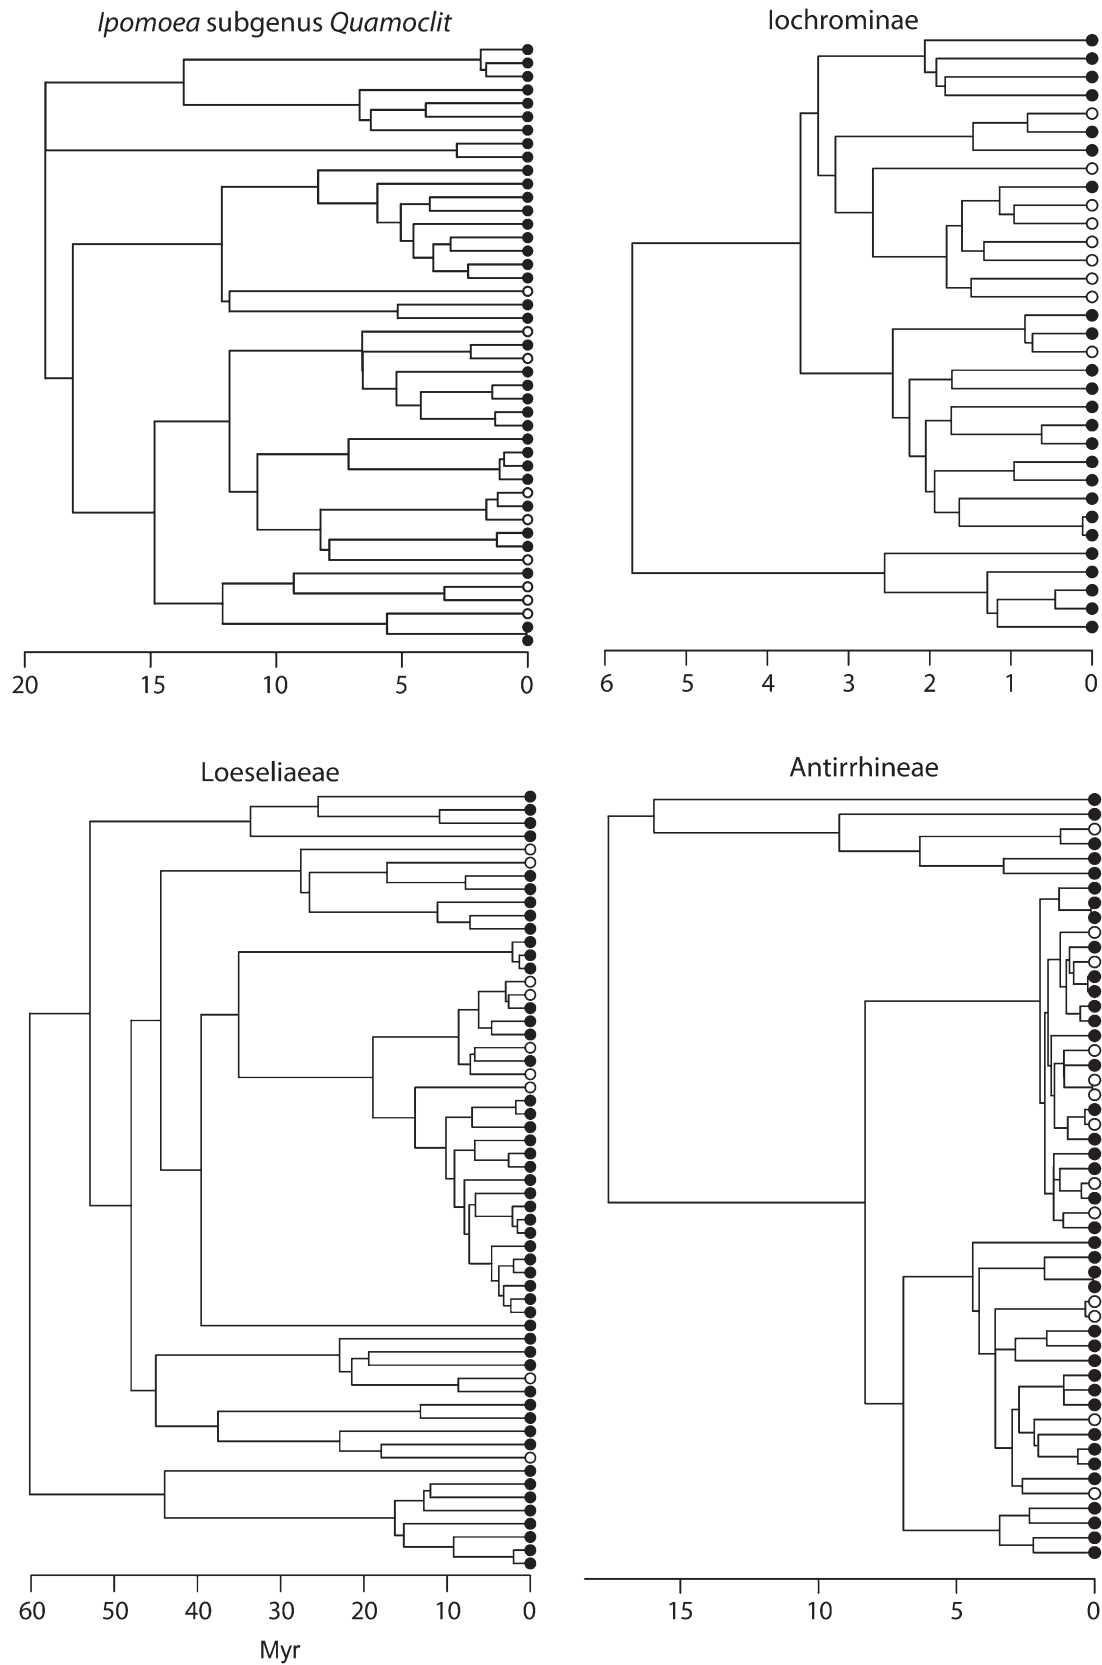 Ipomoea subgenus Quamoclit
Iochrominae
20 15 10 5 0
6 5 4 3 2 1 0
Loeseliaeae
Antirrhineae
60 50 40 30 20 10 0
15 10 5 0
Myr